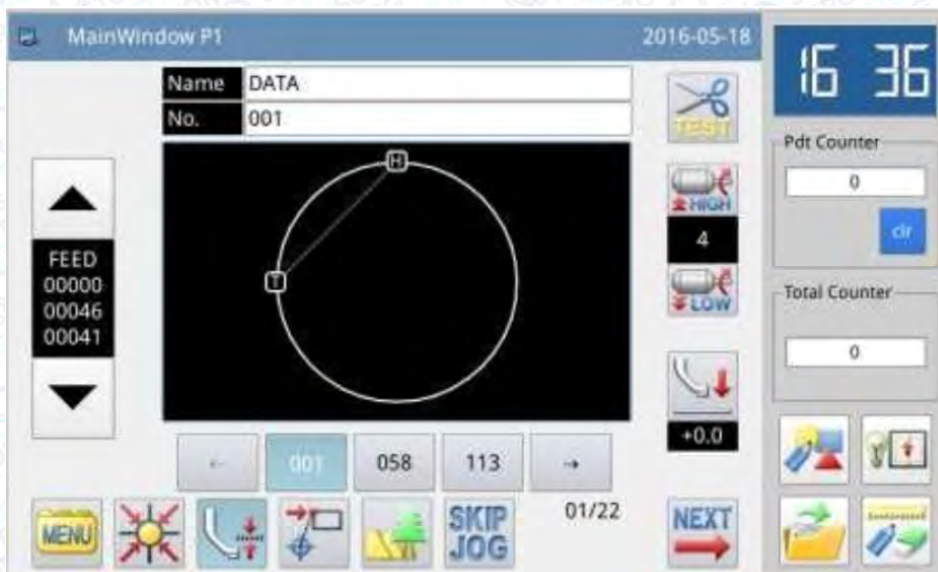 MainWindow P1
2016-05-18
16 36
Name DATA
No. 001
TEST
HIGH
4
LOW
+0.0
FEED
00000
00046
00041
H
T
← 001 058 113 →
01/22
MENU
SKIP
JOG
NEXT
Pdt Counter
0
clr
Total Counter
0